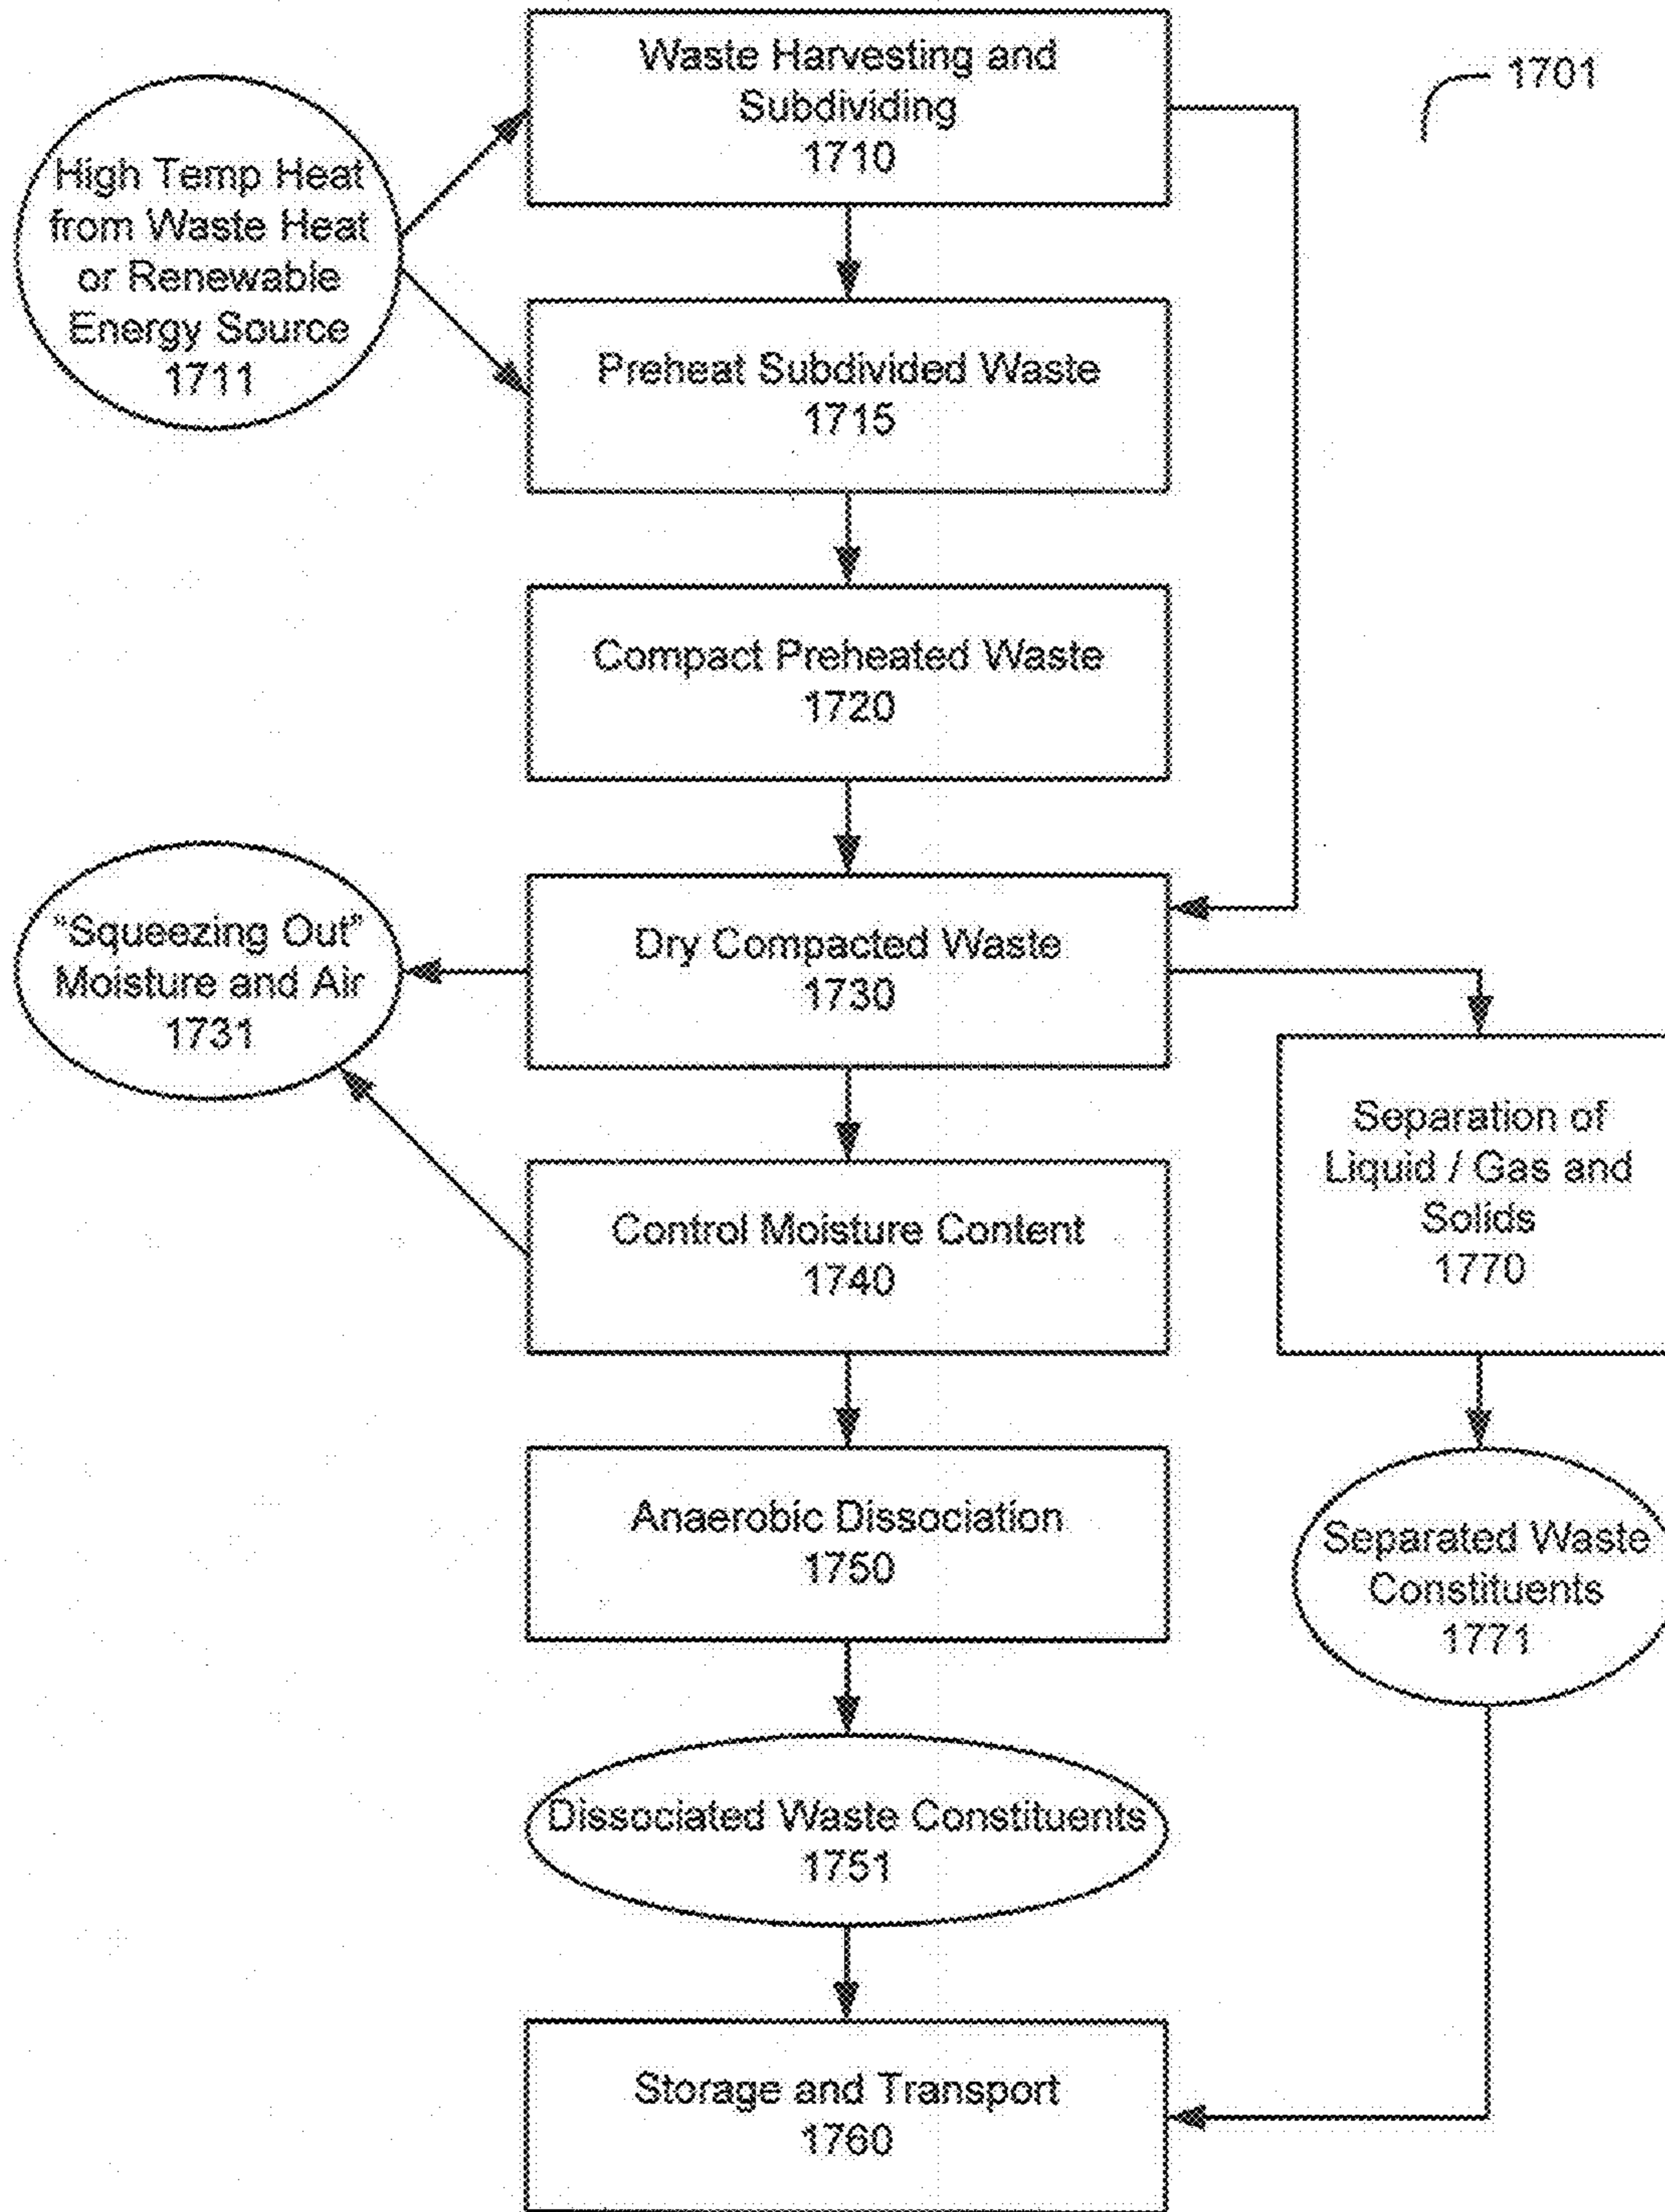 Waste Harvesting and
Subdividing
1710
1701
High Temp Heat
from Waste Heat
or Renewable
Energy Source
1711
Preheat Subdivided Waste
1715
Compact Preheated Waste
1720
"Squeezing Out"
Moisture and Air
1731
Dry Compacted Waste
1730
Control Moisture Content
1740
Separation of
Liquid / Gas and
Solids
1770
Anaerobic Dissociation
1750
Separated Waste
Constituents
1771
Dissociated Waste Constituents
1751
Storage and Transport
1760